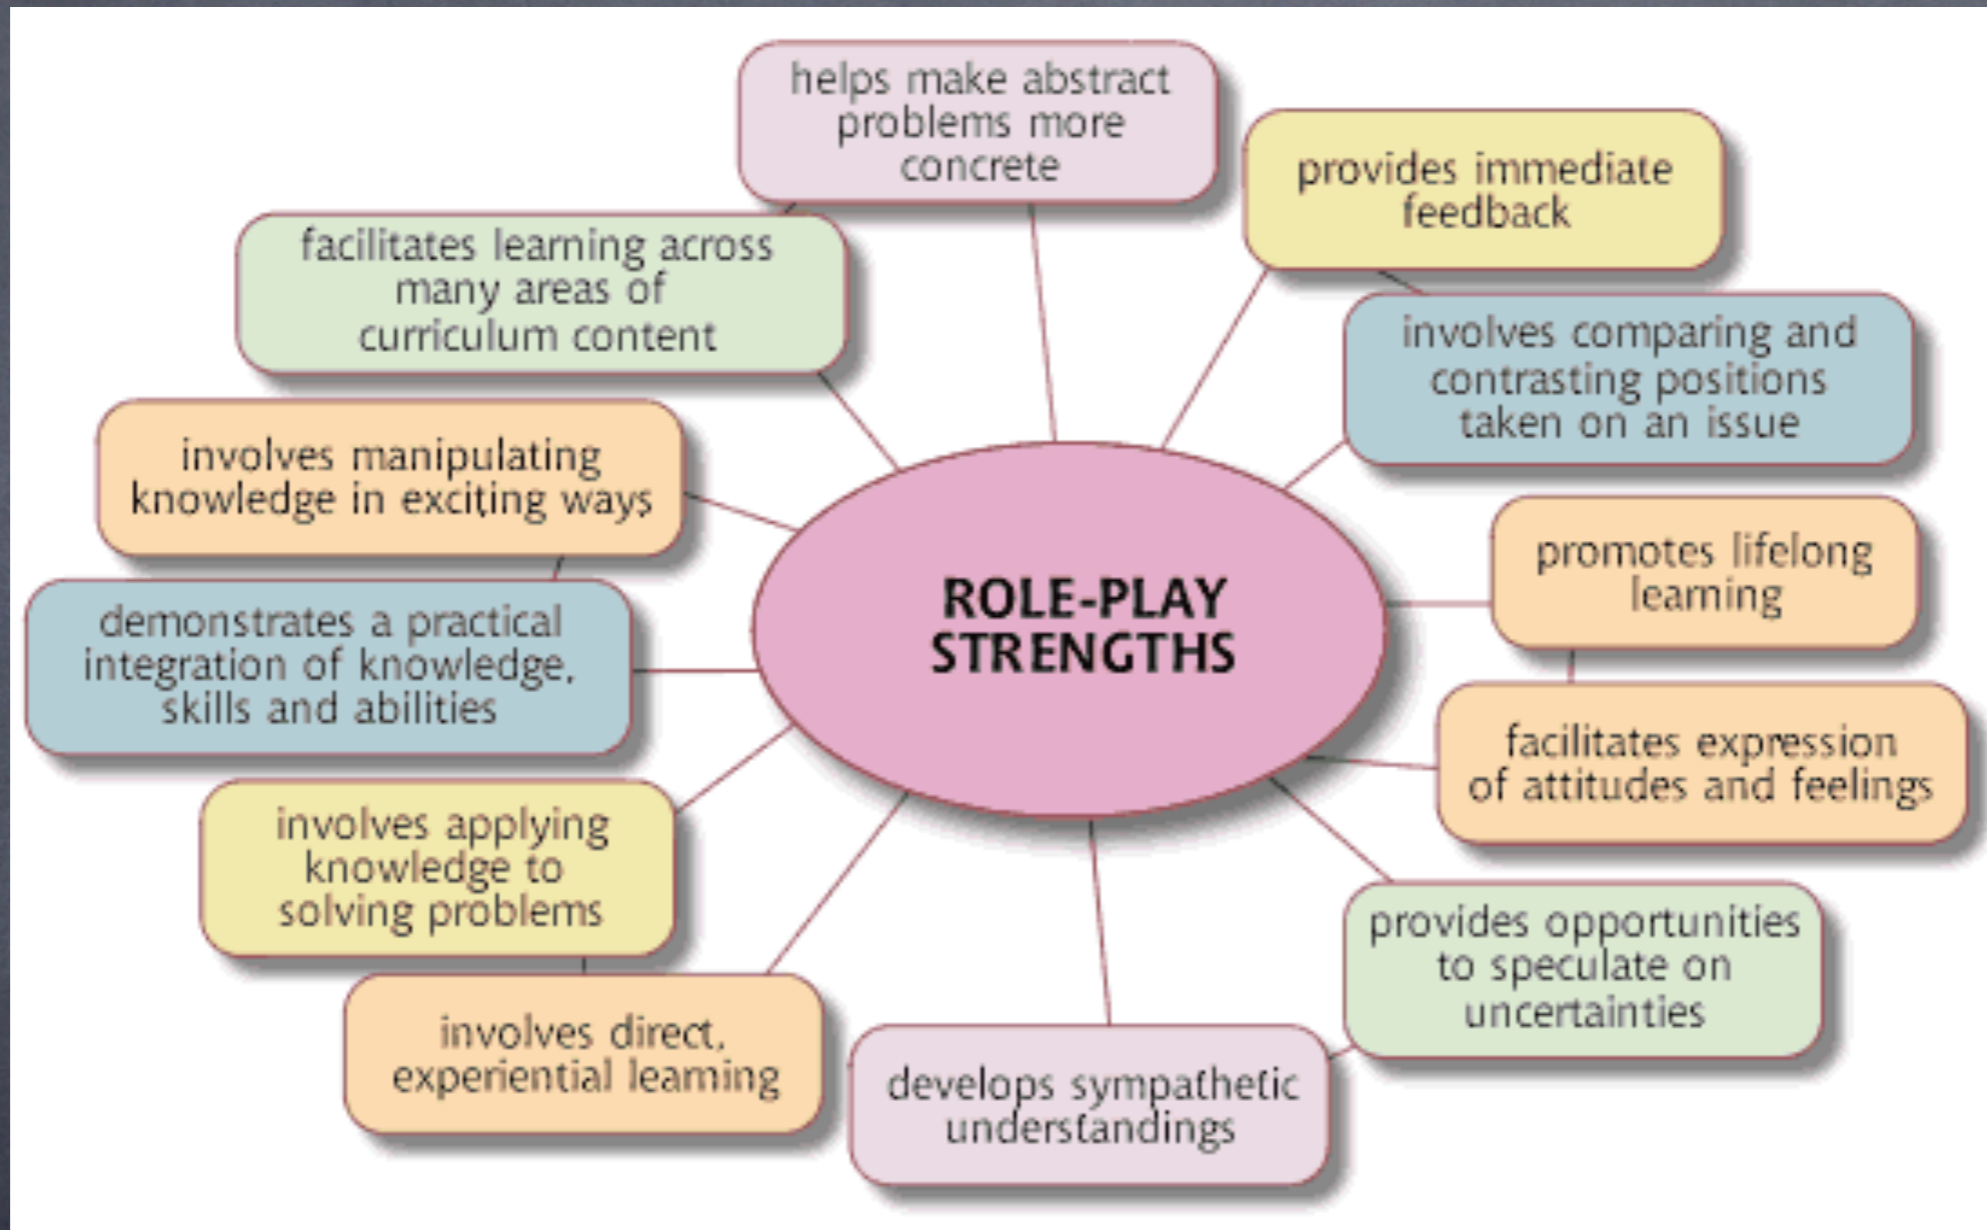 helps make abstract
problems more
concrete
provides immediate
feedback
facilitates learning across
many areas of
curriculum content
involves comparing and
contrasting positions
taken on an issue
involves manipulating
knowledge in exciting ways
promotes lifelong
learning
ROLE-PLAY
STRENGTHS
demonstrates a practical
integration of knowledge,
skills and abilities
facilitates expression
of attitudes and feelings
involves applying
knowledge to
solving problems
provides opportunities
to speculate on
uncertainties
involves direct,
experiential learning
develops sympathetic
understandings